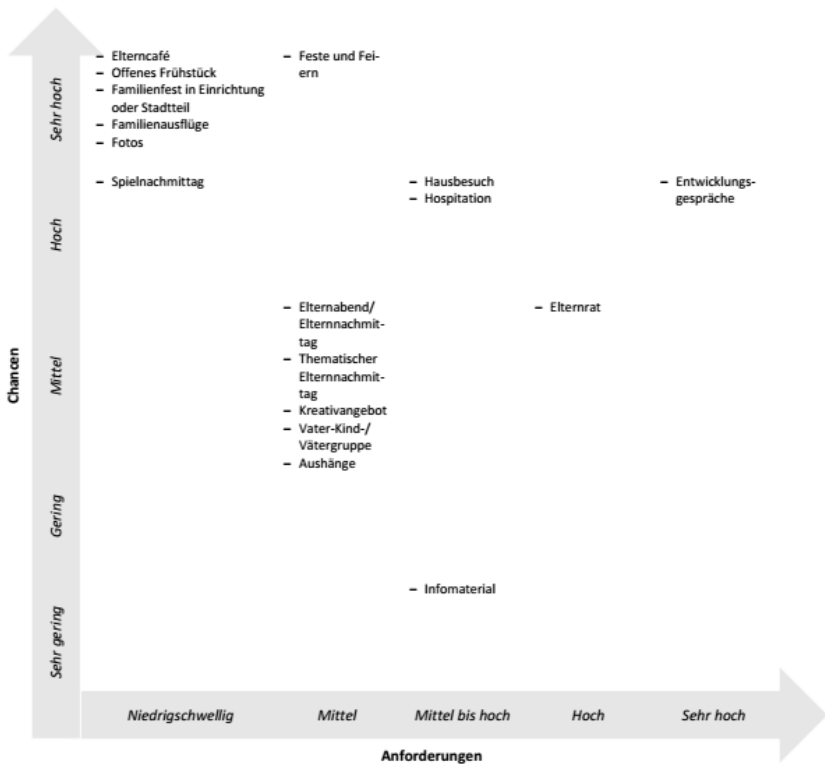 – Elterncafé
– Offenes Frühstück
– Familienfest in Einrichtung
oder Stadtteil
– Familienausflüge
– Fotos
– Feste und Fei-
ern
Sehr hoch
– Spielnachmittag
– Hausbesuch
– Hospitation
– Entwicklungs-
gespräche
Hoch
– Elternabend/
Elternnachmit-
tag
– Thematischer
Elternnachmit-
tag
– Kreativangebot
– Vater-Kind-/
Vätergruppe
– Aushänge
– Elternrat
Mittel
Chancen
Gering
– Infomaterial
Sehr gering
Niedrigschwellig
Mittel
Mittel bis hoch
Hoch
Sehr hoch
Anforderungen